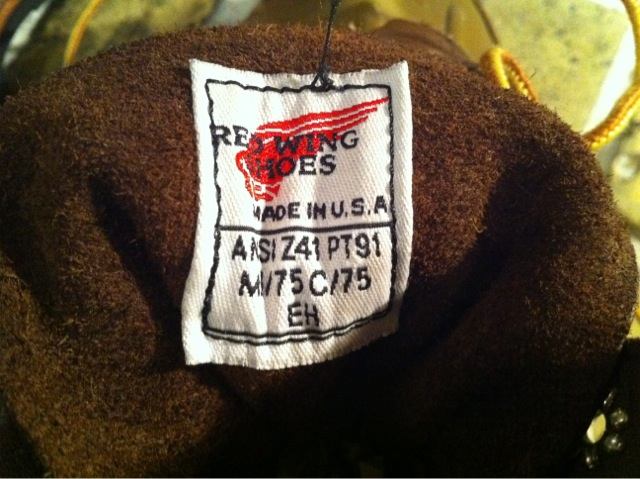 RED WING
SHOES
MADE IN U.S.A
ANSI Z41 PT91
M/75 C/75
EH